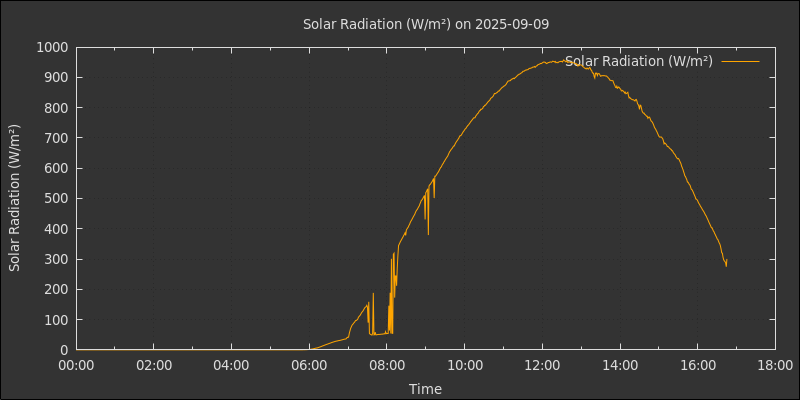 Solar Radiation (W/m²) on 2025-09-09
Solar Radiation (W/m²)
Solar Radiation (W/m²)
1000
900
800
700
600
500
400
300
200
100
0
00:00 02:00 04:00 06:00 08:00 10:00 12:00 14:00 16:00 18:00
Time